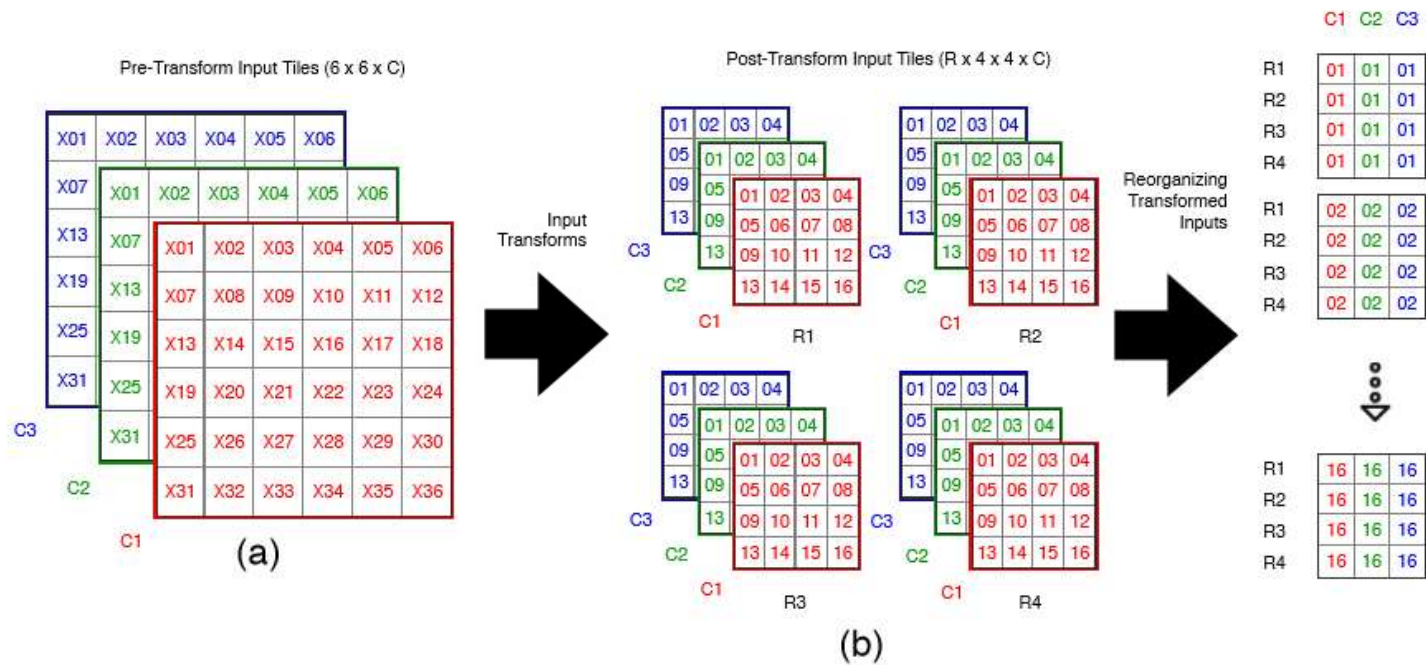 Pre-Transform Input Tiles (6 x 6 x C)
X01 X02 X03 X04 X05 X06
X07
X13
X19
X25
X31
C3
X01 X02 X03 X04 X05 X06
X07
X13
X19
X25
X31
C2
X01 X02 X03 X04 X05 X06
X07 X08 X09 X10 X11 X12
X13 X14 X15 X16 X17 X18
X19 X20 X21 X22 X23 X24
X25 X26 X27 X28 X29 X30
X31 X32 X33 X34 X35 X36
C1
(a)
Input
Transforms
Post-Transform Input Tiles (R x 4 x 4 x C)
01 02 03 04
05
09
13
C3
01 02 03 04
05
09
13
C2
01 02 03 04
05 06 07 08
09 10 11 12
13 14 15 16
C1
R1
01 02 03 04
05
09
13
C3
01 02 03 04
05
09
13
C2
01 02 03 04
05 06 07 08
09 10 11 12
13 14 15 16
C1
R2
01 02 03 04
05
09
13
C3
01 02 03 04
05
09
13
C2
01 02 03 04
05 06 07 08
09 10 11 12
13 14 15 16
C1
R3
01 02 03 04
05
09
13
C3
01 02 03 04
05
09
13
C2
01 02 03 04
05 06 07 08
09 10 11 12
13 14 15 16
C1
R4
(b)
Reorganizing
Transformed
Inputs
C1 C2 C3
R1 01 01 01
R2 01 01 01
R3 01 01 01
R4 01 01 01
R1 02 02 02
R2 02 02 02
R3 02 02 02
R4 02 02 02
R1 16 16 16
R2 16 16 16
R3 16 16 16
R4 16 16 16